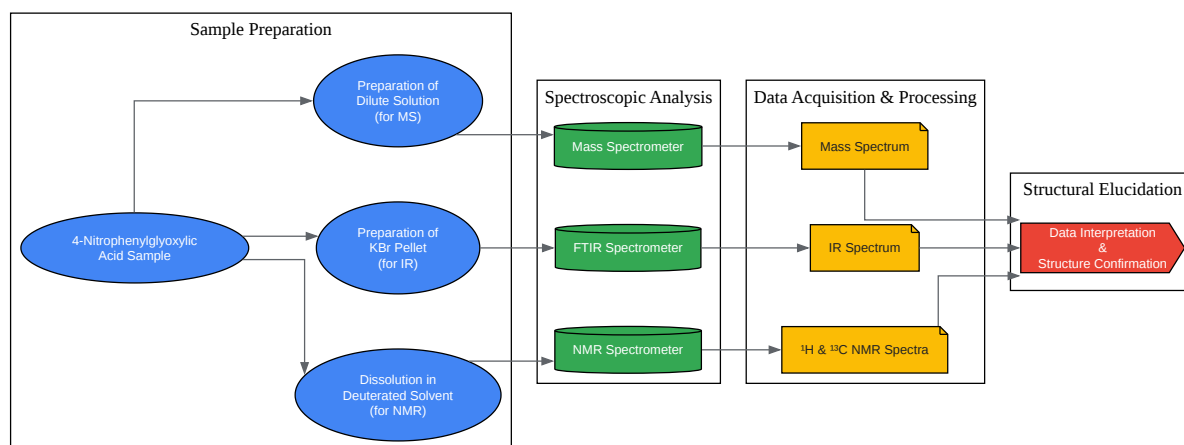 Sample Preparation
Preparation of
Dilute Solution
(for MS)
4-Nitrophenylglyoxylic
Acid Sample
Preparation of
KBr Pellet
(for IR)
Dissolution in
Deuterated Solvent
(for NMR)
Spectroscopic Analysis
Mass Spectrometer
FTIR Spectrometer
NMR Spectrometer
Data Acquisition & Processing
Mass Spectrum
IR Spectrum
¹H & ¹³C NMR Spectra
Structural Elucidation
Data Interpretation
&
Structure Confirmation